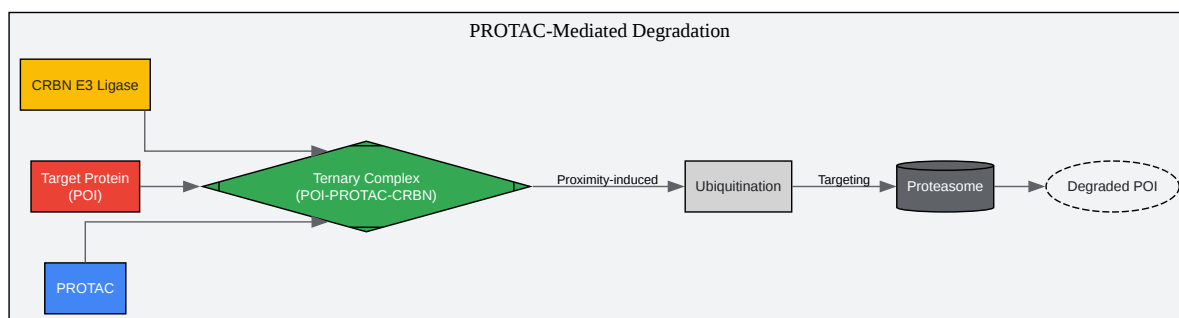 PROTAC-Mediated Degradation
CRBN E3 Ligase
Target Protein
(POI)
PROTAC
Ternary Complex
(POI-PROTAC-CRBN)
Proximity-induced
Ubiquitination
Targeting
Proteasome
Degraded POI